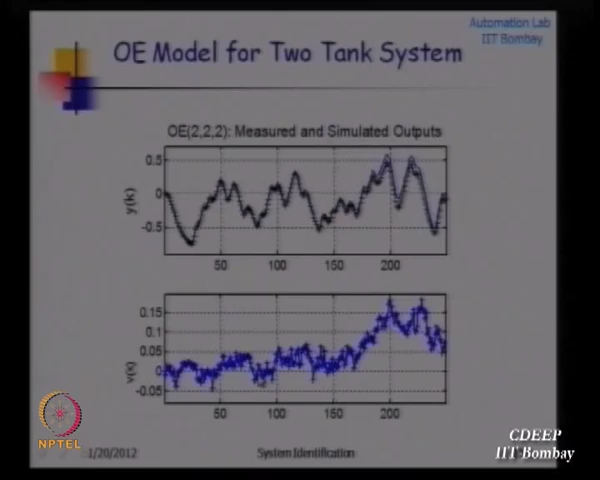 Automation Lab
IIT Bombay
OE Model for Two Tank System
OE(2,2,2): Measured and Simulated Outputs
0.5
0
-0.5
y(k)
50
100
150
200
0.15
0.1
0.05
0
-0.05
v(k)
50
100
150
200
NPTEL
1/20/2012
System Identification
CDEEP
IIT Bombay